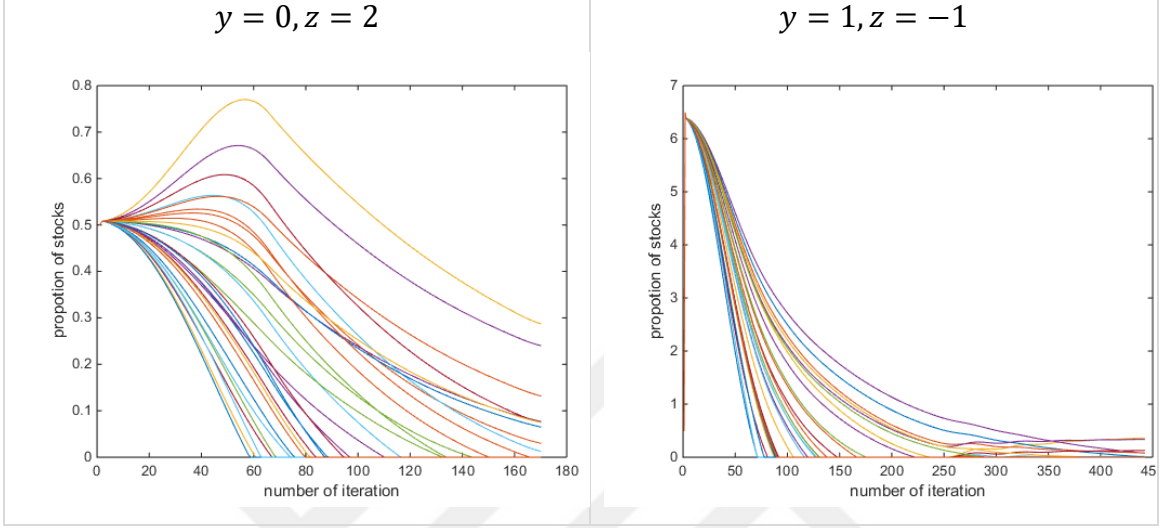 y = 0, z = 2
0.8
0.7
0.6
0.5
0.4
0.3
0.2
0.1
0
propotion of stocks
0 20 40 60 80 100 120 140 160 180
number of iteration
y = 1, z = −1
7
6
5
4
3
2
1
0
propotion of stocks
0 50 100 150 200 250 300 350 400 45
number of iteration